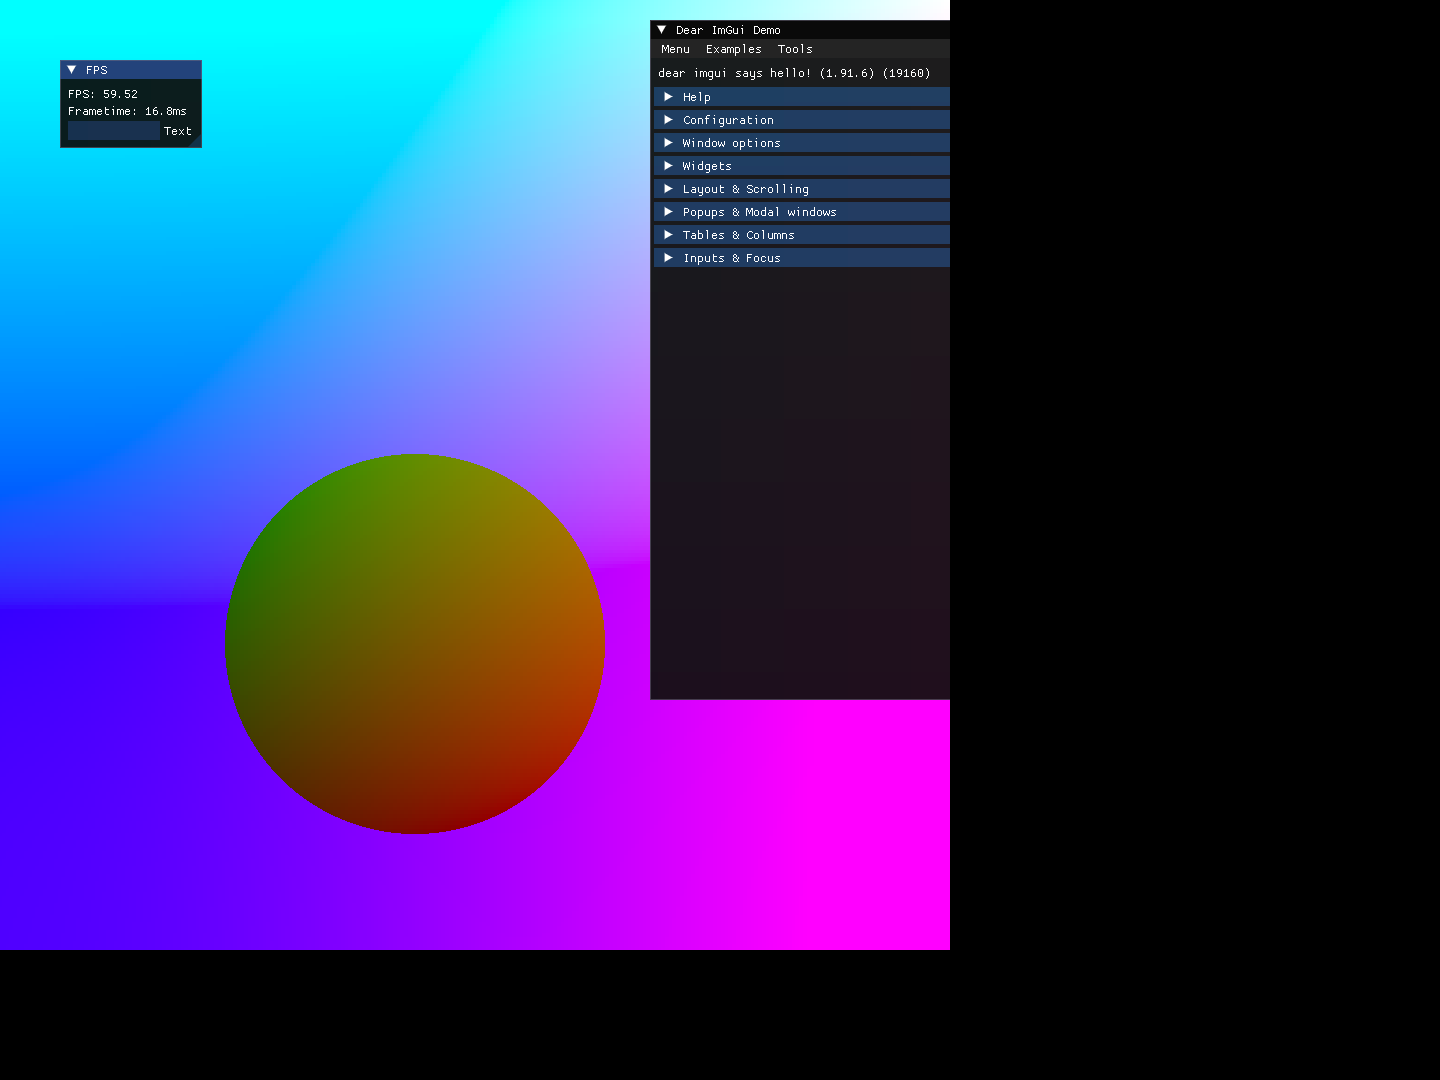 FPS
FPS: 59.52
Frametime: 16.8ms
Text
Dear ImGui Demo
Menu Examples Tools
dear imgui says hello! (1.91.6) (19160)
Help
Configuration
Window options
Widgets
Layout & Scrolling
Popups & Modal windows
Tables & Columns
Inputs & Focus